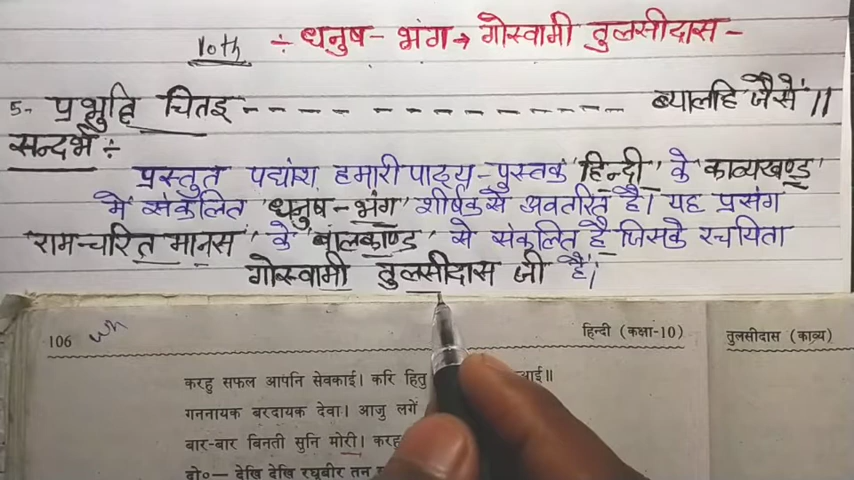 10th ÷ धनुष - भंग → गोस्वामी तुलसीदास -
5- प्रभुहि चितइ - - - - - - - - - - - - - - ब्यालहि जैसें॥
सन्दर्भ ÷
प्रस्तुत पद्यांश हमारी पाठ्य-पुस्तक 'हिन्दी' के 'काव्यखण्ड'
में संकलित 'धनुष-भंग' शीर्षक से अवतरित है। यह प्रसंग
'राम-चरित मानस' के 'बालकाण्ड' से संकलित है जिसके रचयिता
गोस्वामी तुलसीदास जी हैं।
106 हिन्दी (कक्षा-10) तुलसीदास (काव्य)
करहु सफल आपनि सेवकाई। करि हितु आई॥
गननायक बरदायक देवा। आजु लगें
बार-बार बिनती सुनि मोरी। करहु
दो०— देखि देखि रघुबीर तन